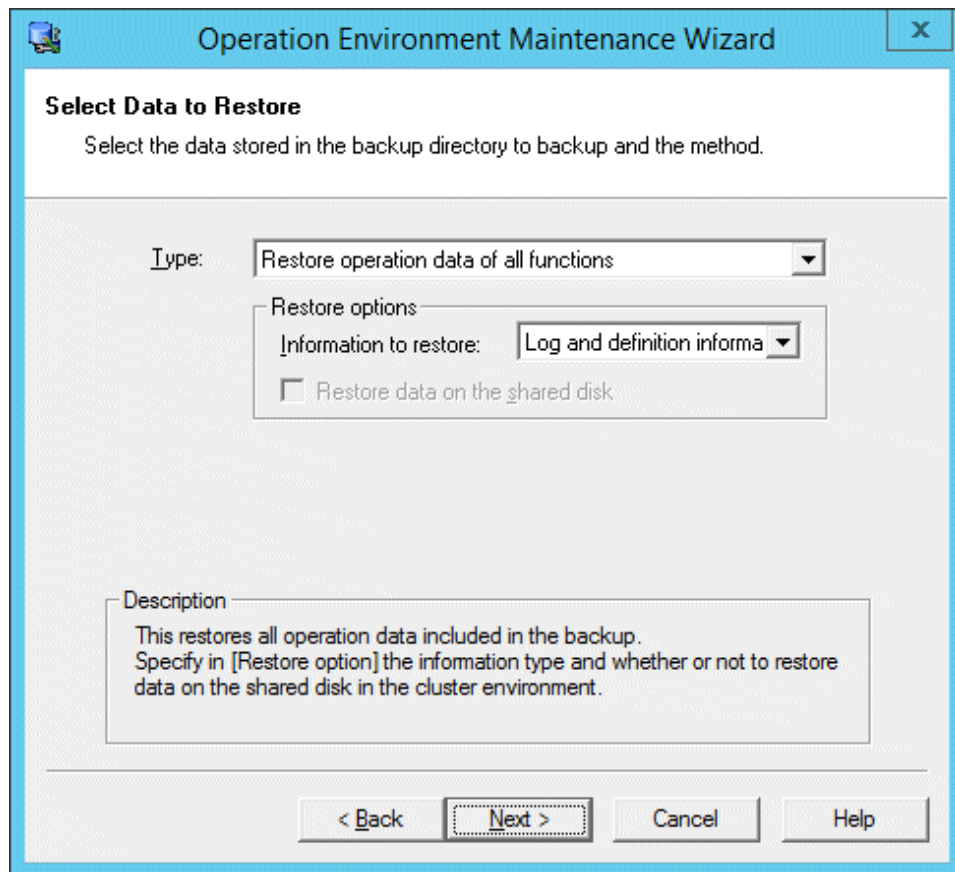 Operation Environment Maintenance Wizard
x
Select Data to Restore
Select the data stored in the backup directory to backup and the method.
Type:
Restore operation data of all functions
Restore options
Information to restore:
Log and definition informa
Restore data on the shared disk
Description
This restores all operation data included in the backup.
Specify in [Restore option] the information type and whether or not to restore
data on the shared disk in the cluster environment.
< Back
Next >
Cancel
Help